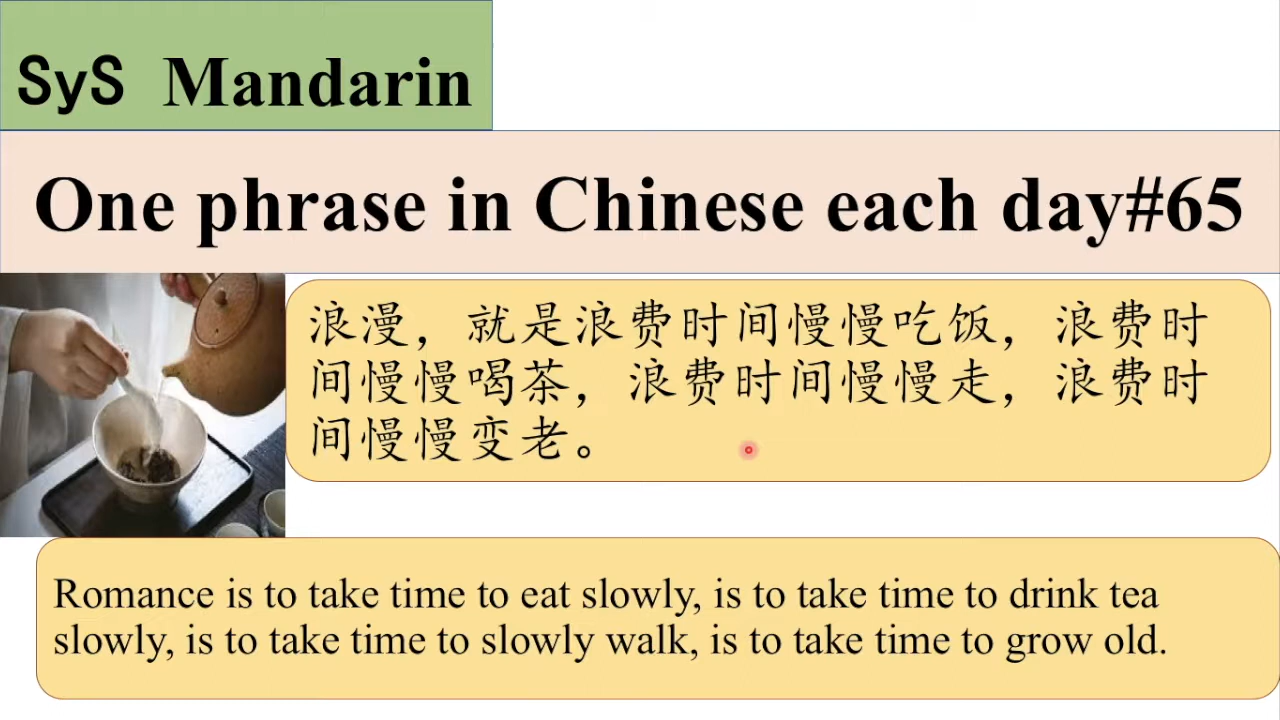 SyS Mandarin
One phrase in Chinese each day#65
浪漫，就是浪费时间慢慢吃饭，浪费时
间慢慢喝茶，浪费时间慢慢走，浪费时
间慢慢变老。
Romance is to take time to eat slowly, is to take time to drink tea
slowly, is to take time to slowly walk, is to take time to grow old.